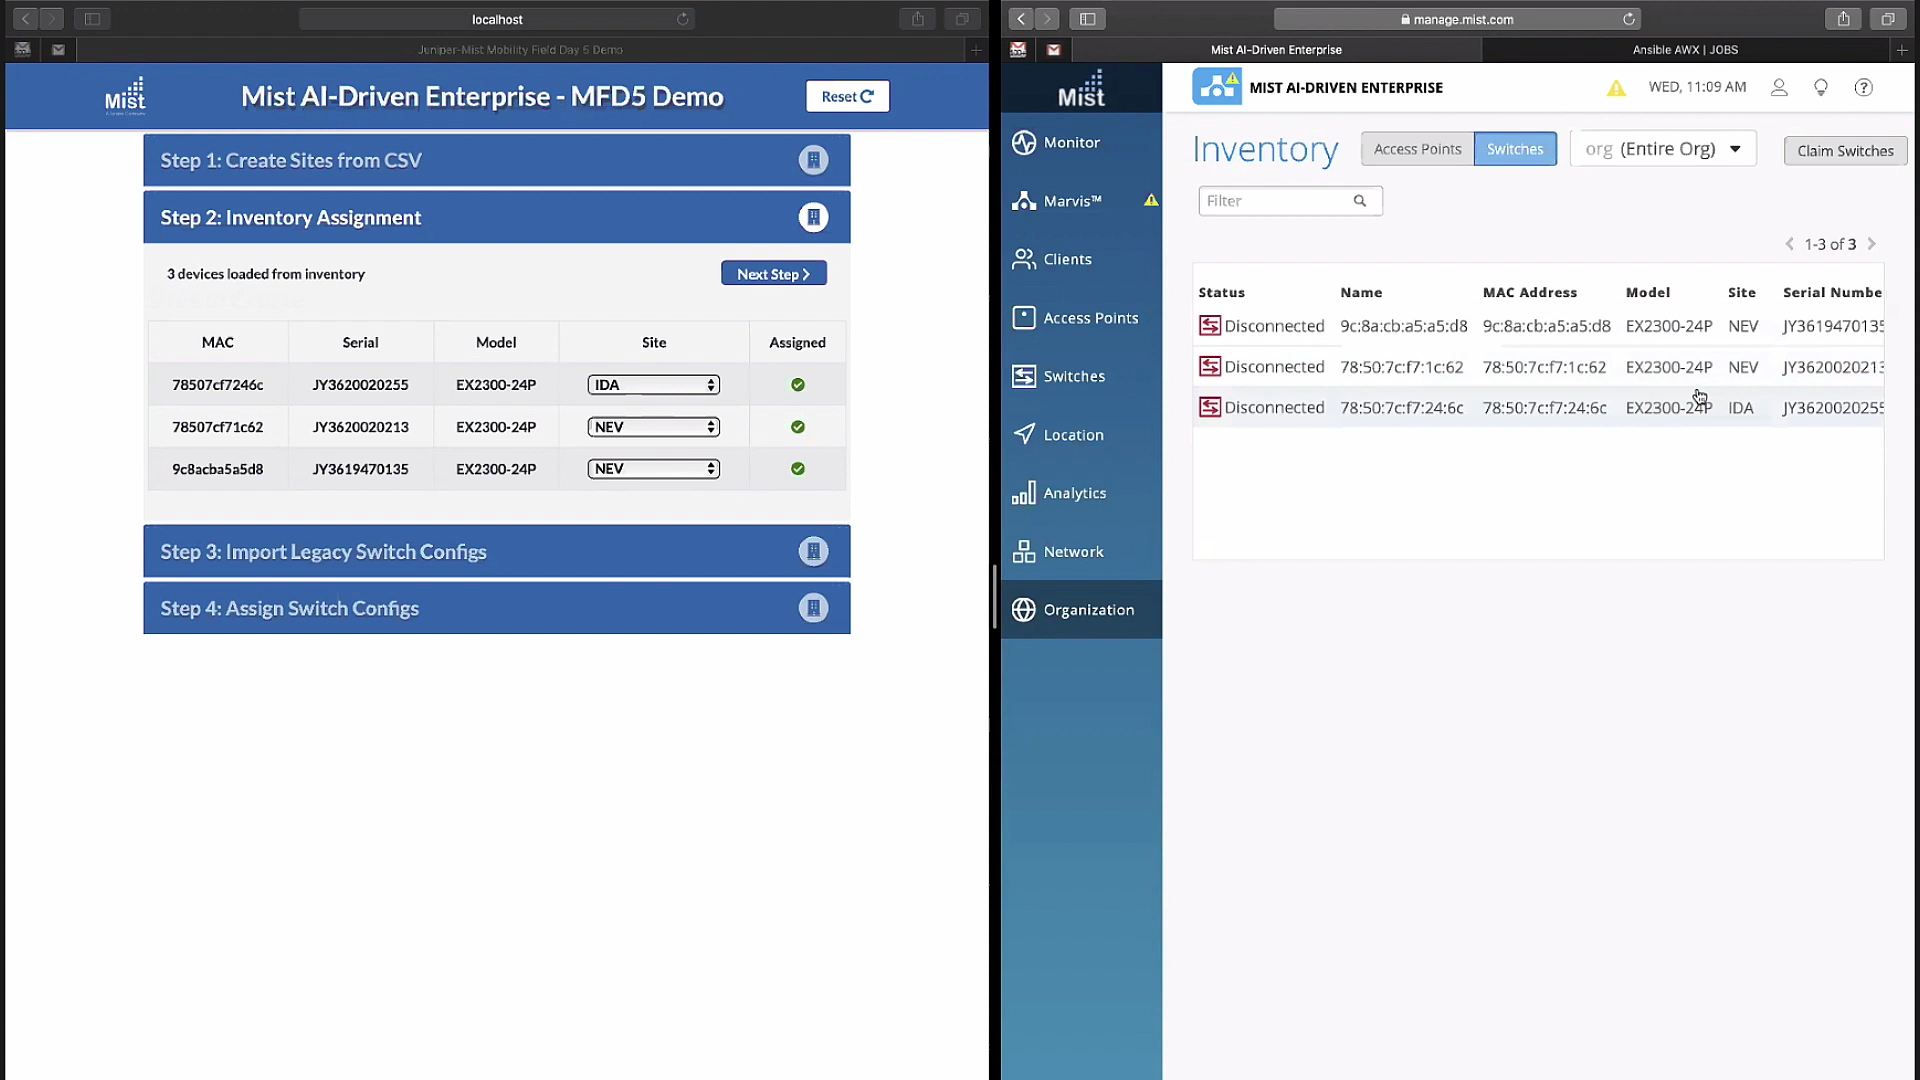 localhost
Juniper-Mist Mobility Field Day 5 Demo
Mist
Mist AI-Driven Enterprise - MFD5 Demo
Reset
Step 1: Create Sites from CSV
Step 2: Inventory Assignment
3 devices loaded from inventory
Next Step
MAC Serial Model Site Assigned
78507cf7246c JY3620020255 EX2300-24P IDA
78507cf71c62 JY3620020213 EX2300-24P NEV
9c8acba5a5d8 JY3619470135 EX2300-24P NEV
Step 3: Import Legacy Switch Configs
Step 4: Assign Switch Configs
manage.mist.com
Mist AI-Driven Enterprise
Ansible AWX | JOBS
Mist
MIST AI-DRIVEN ENTERPRISE
WED, 11:09 AM
Monitor
Marvis™
Clients
Access Points
Switches
Location
Analytics
Network
Organization
Inventory
Access Points Switches
org (Entire Org)
Claim Switches
Filter
1-3 of 3
Status Name MAC Address Model Site Serial Numbe
Disconnected 9c:8a:cb:a5:a5:d8 9c:8a:cb:a5:a5:d8 EX2300-24P NEV JY3619470135
Disconnected 78:50:7c:f7:1c:62 78:50:7c:f7:1c:62 EX2300-24P NEV JY3620020213
Disconnected 78:50:7c:f7:24:6c 78:50:7c:f7:24:6c EX2300-24P IDA JY3620020255